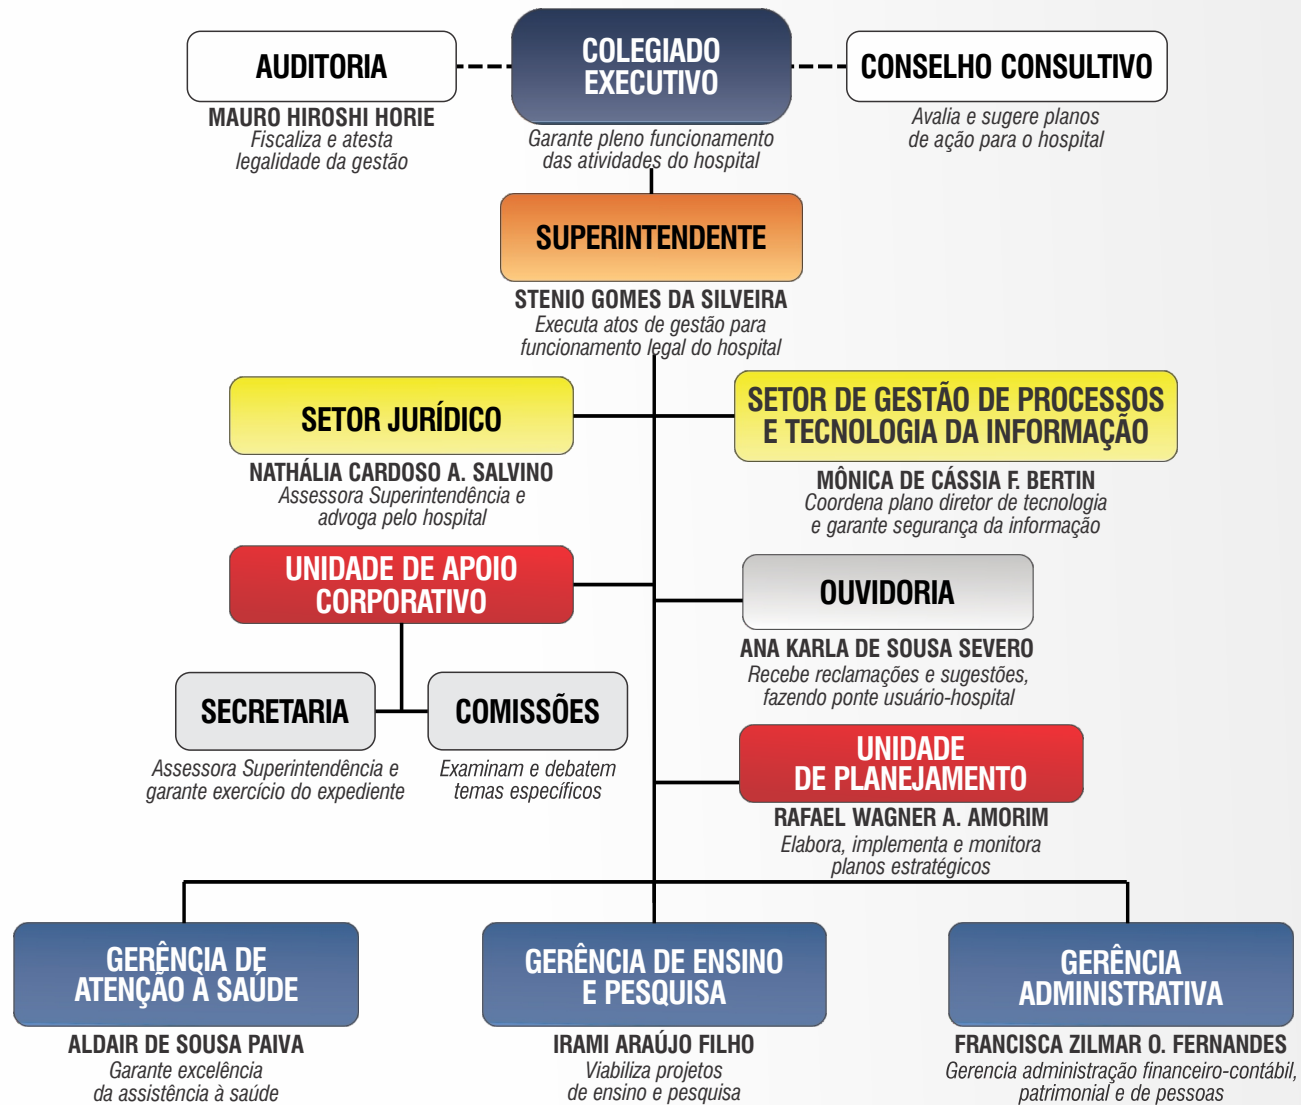 AUDITORIA
MAURO HIROSHI HORIE
Fiscaliza e atesta
legalidade da gestão
COLEGIADO
EXECUTIVO
Garante pleno funcionamento
das atividades do hospital
CONSELHO CONSULTIVO
Avalia e sugere planos
de ação para o hospital
SUPERINTENDENTE
STENIO GOMES DA SILVEIRA
Executa atos de gestão para
funcionamento legal do hospital
SETOR JURÍDICO
NATHÁLIA CARDOSO A. SALVINO
Assessora Superintendência e
advoga pelo hospital
SETOR DE GESTÃO DE PROCESSOS
E TECNOLOGIA DA INFORMAÇÃO
MÔNICA DE CÁSSIA F. BERTIN
Coordena plano diretor de tecnologia
e garante segurança da informação
UNIDADE DE APOIO
CORPORATIVO
OUVIDORIA
ANA KARLA DE SOUSA SEVERO
Recebe reclamações e sugestões,
fazendo ponte usuário-hospital
SECRETARIA
Assessora Superintendência e
garante exercício do expediente
COMISSÕES
Examinam e debatem
temas específicos
UNIDADE
DE PLANEJAMENTO
RAFAEL WAGNER A. AMORIM
Elabora, implementa e monitora
planos estratégicos
GERÊNCIA DE
ATENÇÃO À SAÚDE
ALDAIR DE SOUSA PAIVA
Garante excelência
da assistência à saúde
GERÊNCIA DE ENSINO
E PESQUISA
IRAMI ARAÚJO FILHO
Viabiliza projetos
de ensino e pesquisa
GERÊNCIA
ADMINISTRATIVA
FRANCISCA ZILMAR O. FERNANDES
Gerencia administração financeiro-contábil,
patrimonial e de pessoas